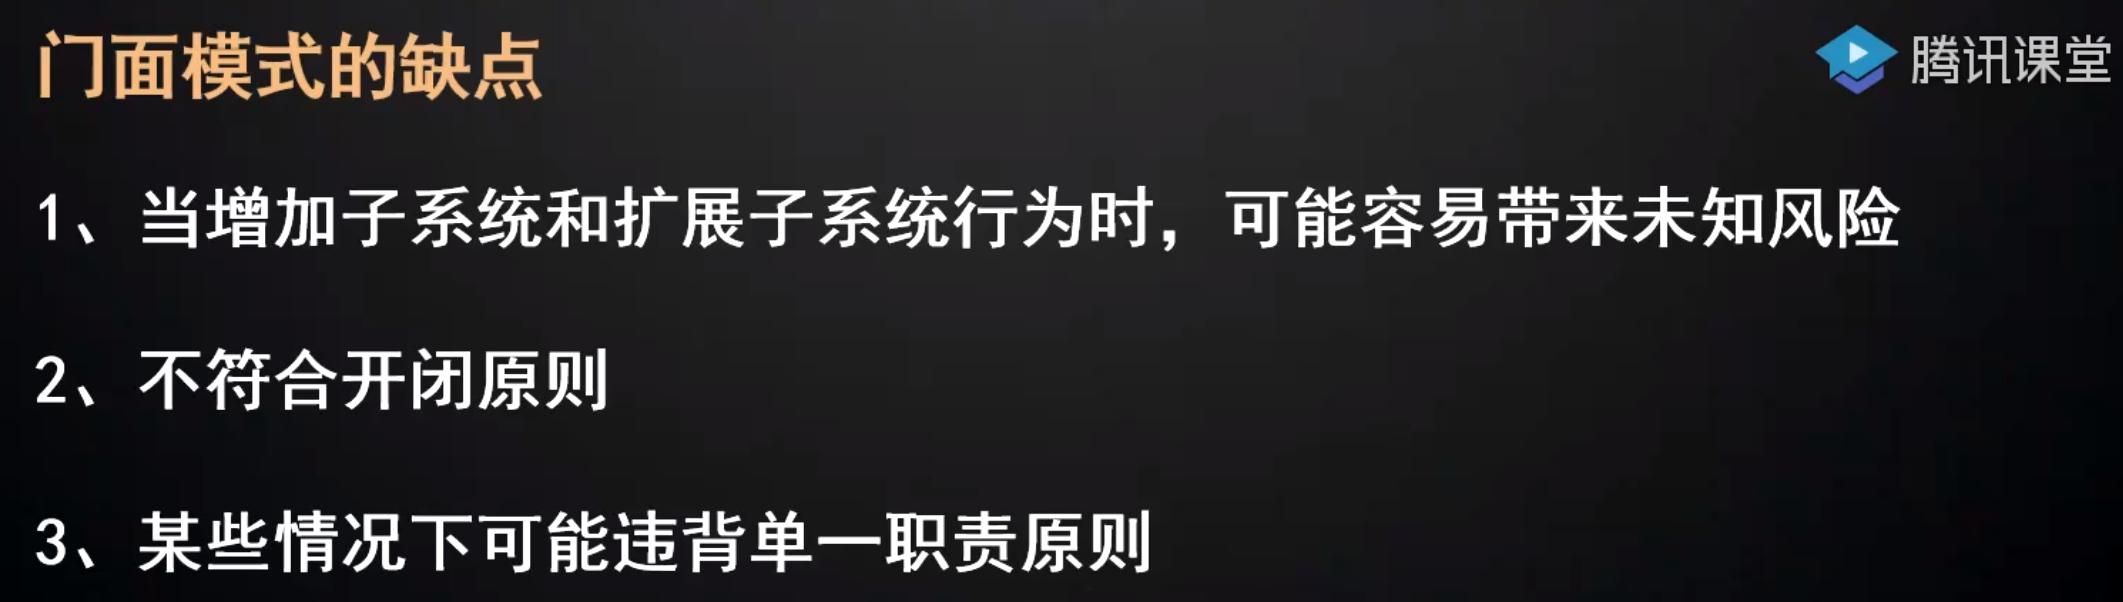 门面模式的缺点
腾讯课堂
1、当增加子系统和扩展子系统行为时，可能容易带来未知风险
2、不符合开闭原则
3、某些情况下可能违背单一职责原则